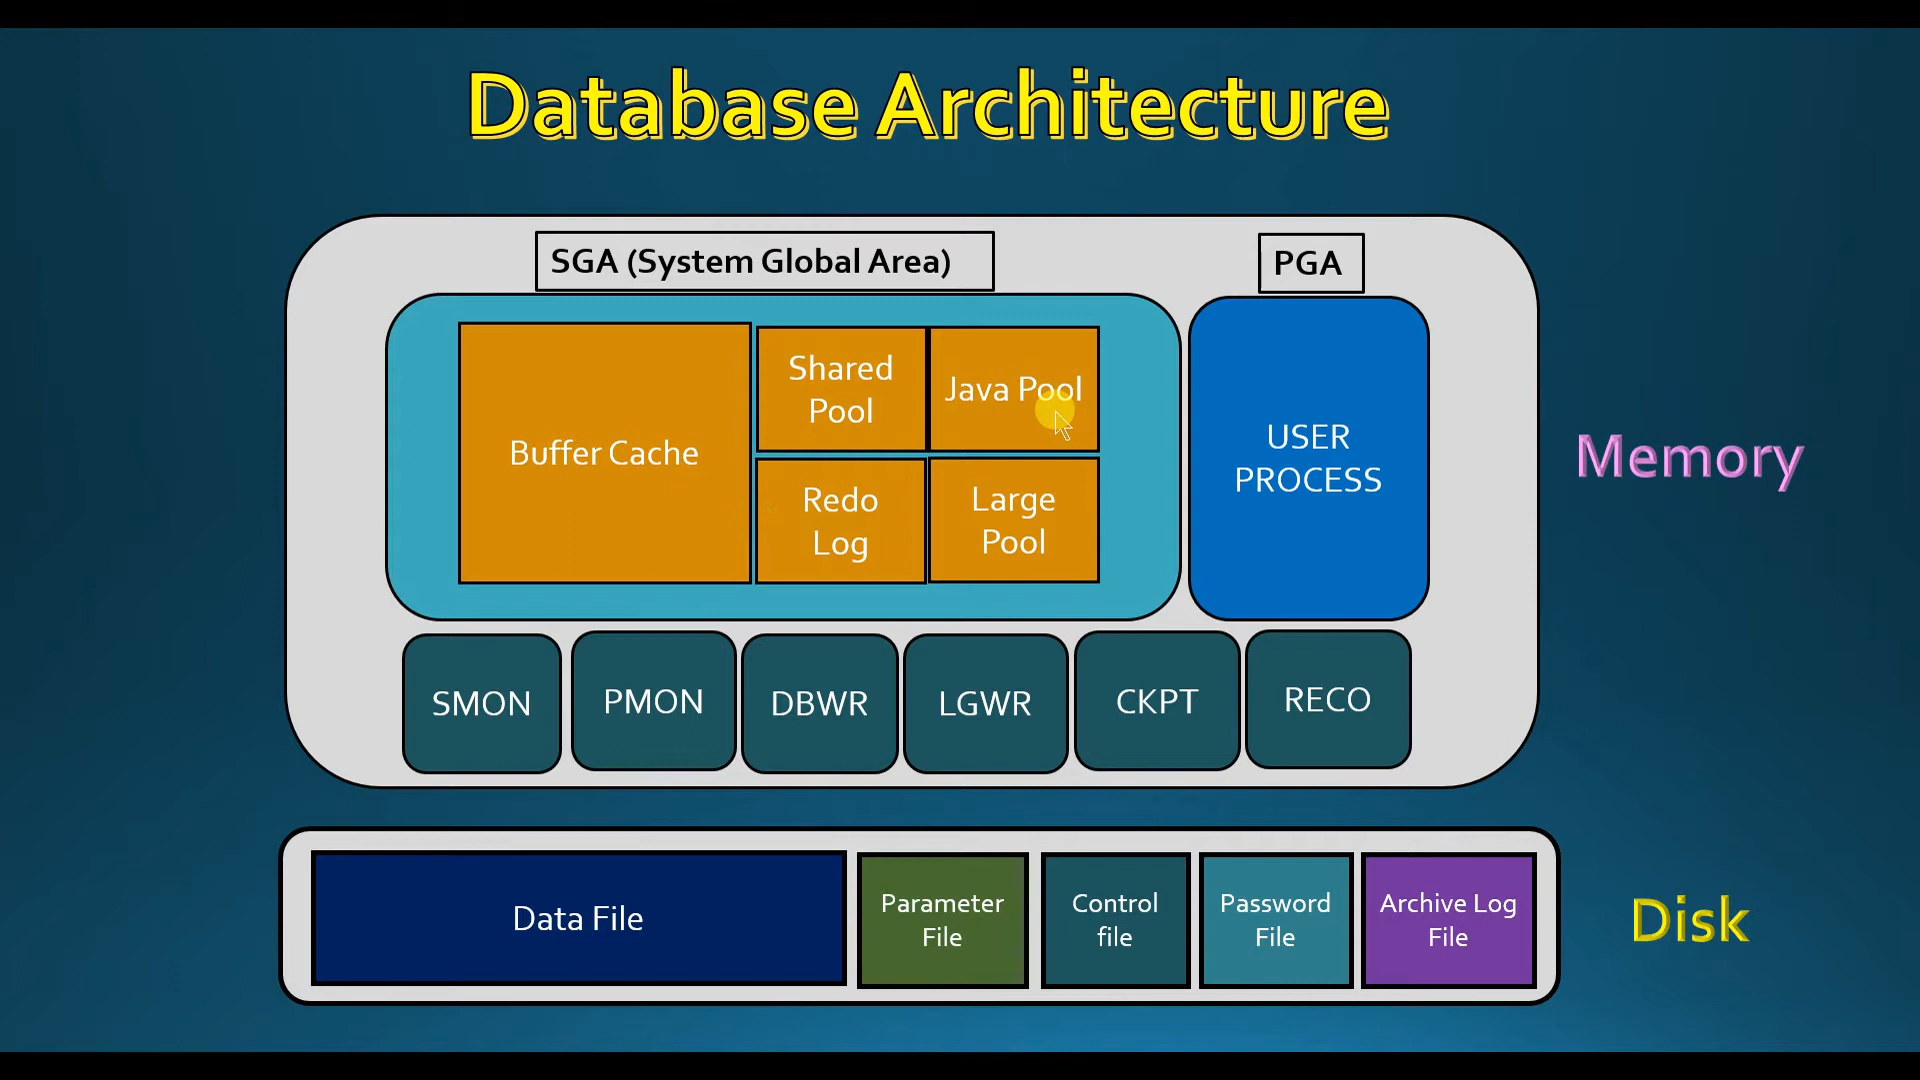 Database Architecture
SGA (System Global Area)
PGA
Buffer Cache
Shared
Pool
Java Pool
Redo
Log
Large
Pool
USER
PROCESS
Memory
SMON
PMON
DBWR
LGWR
CKPT
RECO
Data File
Parameter
File
Control
file
Password
File
Archive Log
File
Disk